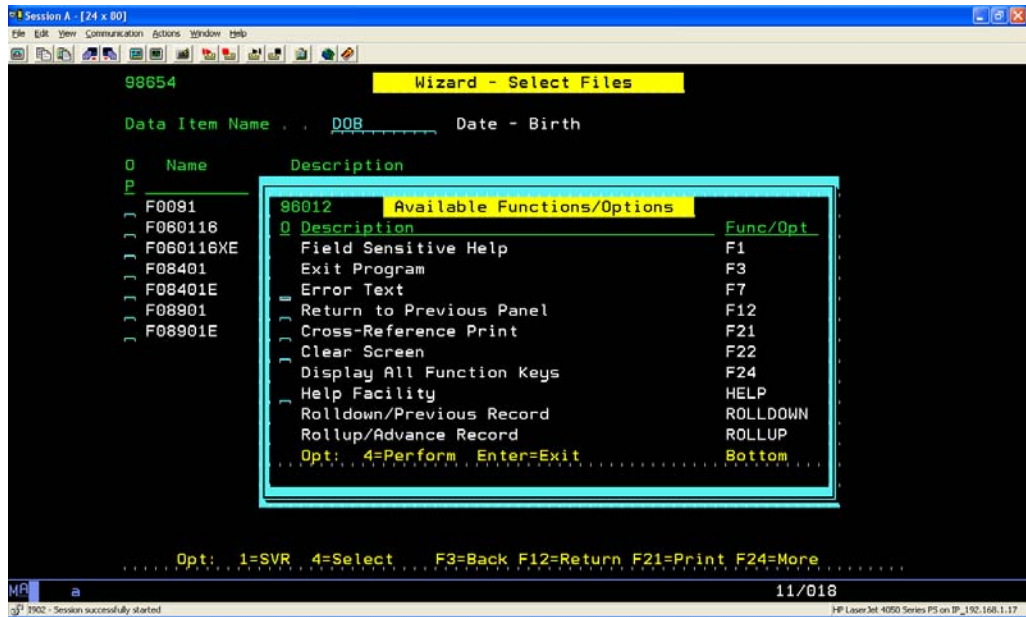 Session A - [24 x 80]
File Edit View Communication Actions Window Help
98654 Wizard - Select Files
Data Item Name . . DOB Date - Birth
O Name Description
P
F0091
F060116
F060116XE
F08401
F08401E
F08901
F08901E
96012 Available Functions/Options
O Description Func/Opt
Field Sensitive Help F1
Exit Program F3
Error Text F7
Return to Previous Panel F12
Cross-Reference Print F21
Clear Screen F22
Display All Function Keys F24
Help Facility HELP
Rolldown/Previous Record ROLLDOWN
Rollup/Advance Record ROLLUP
Opt: 4=Perform Enter=Exit Bottom
Opt: 1=SVR 4=Select F3=Back F12=Return F21=Print F24=More
MA a 11/018
I902 - Session successfully started HP LaserJet 4050 Series PS on IP_192.168.1.17